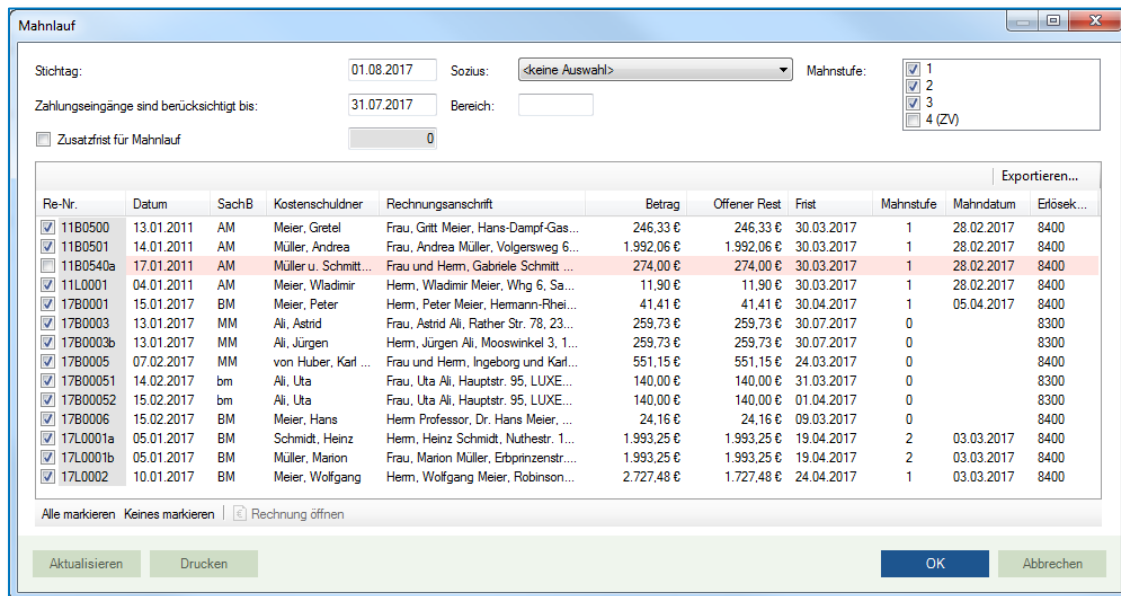 Mahnlauf
Stichtag: 01.08.2017 Sozius: <keine Auswahl> Mahnstufe: 1
2
Zahlungseingänge sind berücksichtigt bis: 31.07.2017 Bereich: 3
4 (ZV)
Zusatzfrist für Mahnlauf 0
Exportieren...
Re-Nr. Datum SachB Kostenschuldner Rechnungsanschrift Betrag Offener Rest Frist Mahnstufe Mahndatum Erlösek...
11B0500 13.01.2011 AM Meier, Gretel Frau, Gritt Meier, Hans-Dampf-Gas... 246,33 € 246,33 € 30.03.2017 1 28.02.2017 8400
11B0501 14.01.2011 AM Müller, Andrea Frau, Andrea Müller, Volgersweg 6... 1.992,06 € 1.992,06 € 30.03.2017 1 28.02.2017 8400
11B0540a 17.01.2011 AM Müller u. Schmitt... Frau und Herrn, Gabriele Schmitt ... 274,00 € 274,00 € 30.03.2017 1 28.02.2017 8400
11L0001 04.01.2011 AM Meier, Wladimir Herrn, Wladimir Meier, Whg 6, Sa... 11,90 € 11,90 € 30.03.2017 1 28.02.2017 8400
17B0001 15.01.2017 BM Meier, Peter Herrn, Peter Meier, Hermann-Rhei... 41,41 € 41,41 € 30.04.2017 1 05.04.2017 8400
17B0003 13.01.2017 MM Ali, Astrid Frau, Astrid Ali, Rather Str. 78, 23... 259,73 € 259,73 € 30.07.2017 0 8300
17B0003b 13.01.2017 MM Ali, Jürgen Herrn, Jürgen Ali, Mooswinkel 3, 1... 259,73 € 259,73 € 30.07.2017 0 8300
17B0005 07.02.2017 MM von Huber, Karl ... Frau und Herrn, Ingeborg und Karl... 551,15 € 551,15 € 24.03.2017 0 8400
17B00051 14.02.2017 bm Ali, Uta Frau, Uta Ali, Hauptstr. 95, LUXE... 140,00 € 140,00 € 31.03.2017 0 8300
17B00052 15.02.2017 bm Ali, Uta Frau, Uta Ali, Hauptstr. 95, LUXE... 140,00 € 140,00 € 01.04.2017 0 8300
17B0006 15.02.2017 BM Meier, Hans Herrn Professor, Dr. Hans Meier, ... 24,16 € 24,16 € 09.03.2017 0 8400
17L0001a 05.01.2017 BM Schmidt, Heinz Herrn, Heinz Schmidt, Nuthestr. 1... 1.993,25 € 1.993,25 € 19.04.2017 2 03.03.2017 8400
17L0001b 05.01.2017 BM Müller, Marion Frau, Marion Müller, Erbprinzenstr.... 1.993,25 € 1.993,25 € 19.04.2017 2 03.03.2017 8400
17L0002 10.01.2017 BM Meier, Wolfgang Herrn, Wolfgang Meier, Robinson... 2.727,48 € 1.727,48 € 24.04.2017 1 03.03.2017 8400
Alle markieren Keines markieren € Rechnung öffnen
Aktualisieren Drucken OK Abbrechen